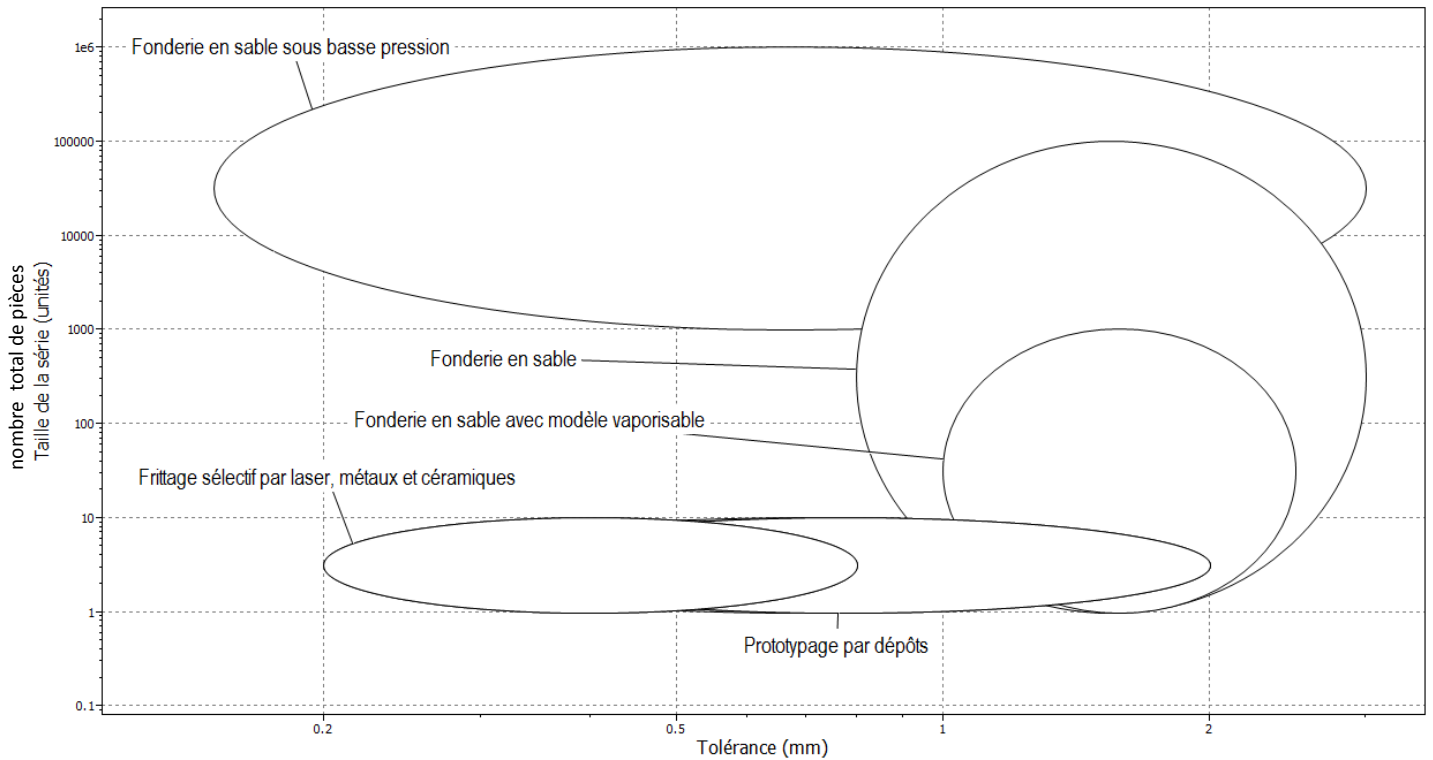 Fonderie en sable sous basse pression
Fonderie en sable
Fonderie en sable avec modèle vaporisable
Frittage sélectif par laser, métaux et céramiques
Prototypage par dépôts
nombre total de pièces
Taille de la série (unités)
1e6
100000
10000
1000
100
10
1
0.1
0.2
0.5
1
2
Tolérance (mm)